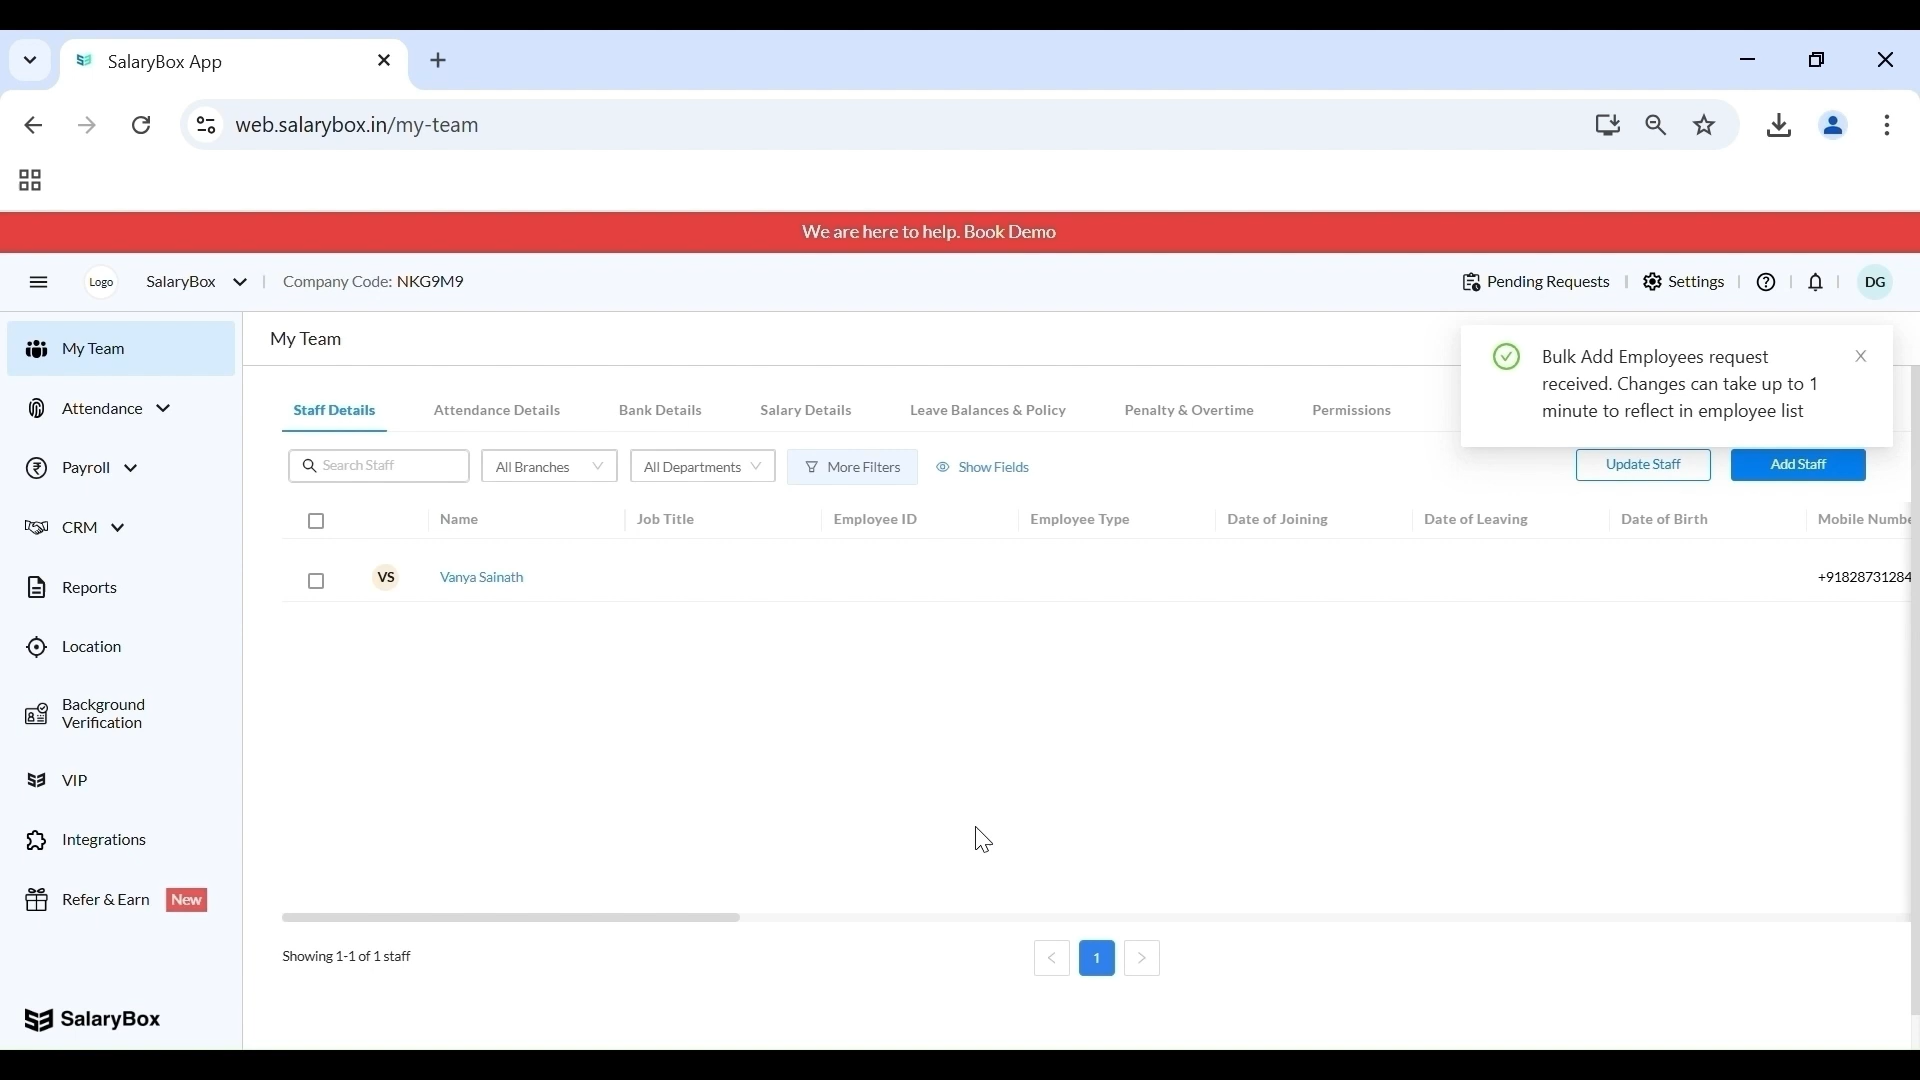 SalaryBox App
web.salarybox.in/my-team
We are here to help. Book Demo
Logo
SalaryBox
Company Code: NKG9M9
Pending Requests
Settings
DG
My Team
Attendance
Payroll
CRM
Reports
Location
Background
Verification
VIP
Integrations
Refer & Earn New
SalaryBox
My Team
Bulk Add Employees request
received. Changes can take up to 1
minute to reflect in employee list
Staff Details Attendance Details Bank Details Salary Details Leave Balances & Policy Penalty & Overtime Permissions
Search Staff All Branches All Departments More Filters Show Fields Update Staff Add Staff
Name Job Title Employee ID Employee Type Date of Joining Date of Leaving Date of Birth Mobile Numbe
VS Vanya Sainath +91828731284
Showing 1-1 of 1 staff
< 1 >